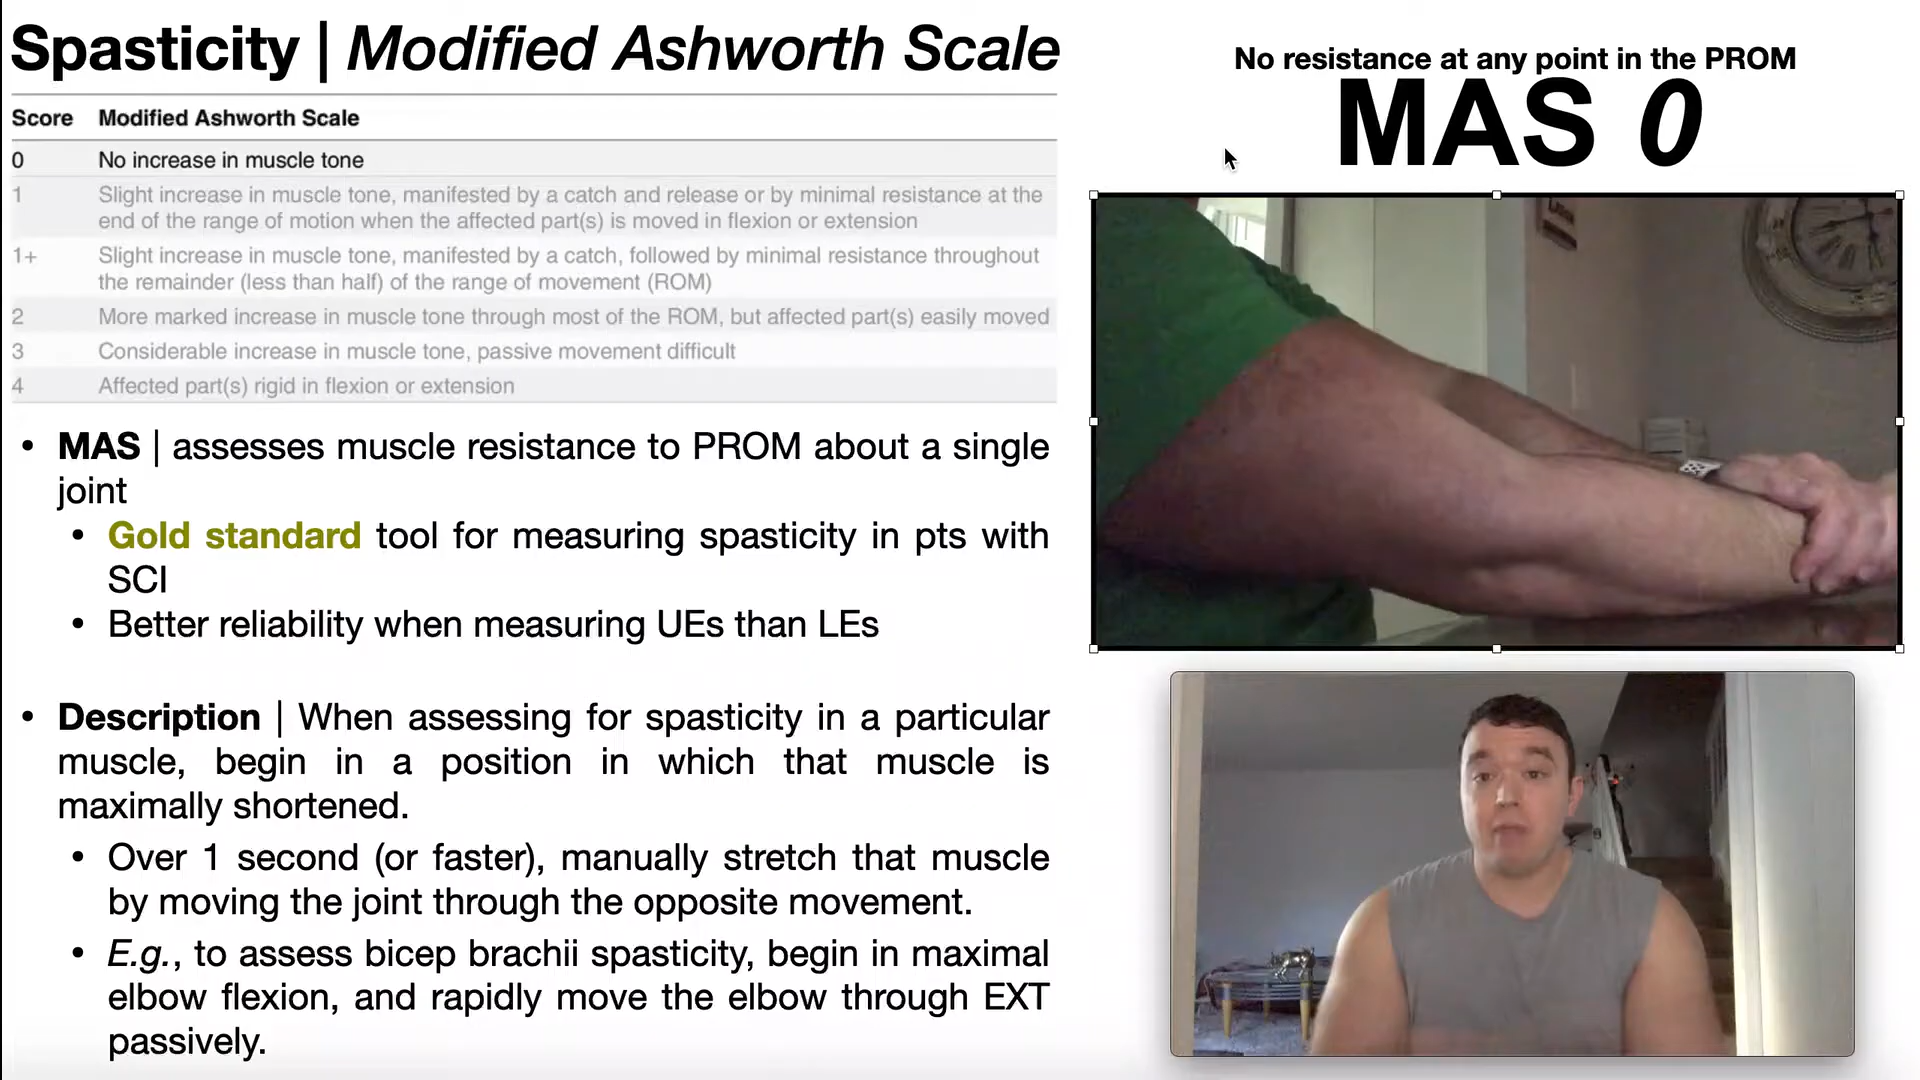 Spasticity | Modified Ashworth Scale
Score Modified Ashworth Scale
0 No increase in muscle tone
1 Slight increase in muscle tone, manifested by a catch and release or by minimal resistance at the
end of the range of motion when the affected part(s) is moved in flexion or extension
1+ Slight increase in muscle tone, manifested by a catch, followed by minimal resistance throughout
the remainder (less than half) of the range of movement (ROM)
2 More marked increase in muscle tone through most of the ROM, but affected part(s) easily moved
3 Considerable increase in muscle tone, passive movement difficult
4 Affected part(s) rigid in flexion or extension
• MAS | assesses muscle resistance to PROM about a single
joint
• Gold standard tool for measuring spasticity in pts with
SCI
• Better reliability when measuring UEs than LEs
• Description | When assessing for spasticity in a particular
muscle, begin in a position in which that muscle is
maximally shortened.
• Over 1 second (or faster), manually stretch that muscle
by moving the joint through the opposite movement.
• E.g., to assess bicep brachii spasticity, begin in maximal
elbow flexion, and rapidly move the elbow through EXT
passively.
No resistance at any point in the PROM
MAS 0